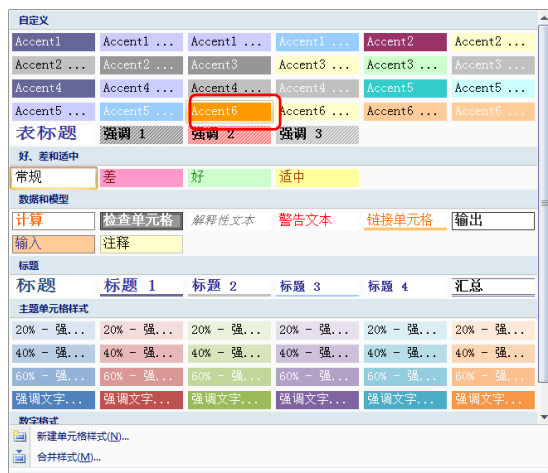 自定义
Accent1 Accent1 ... Accent1 ... Accent1 ... Accent2 Accent2 ...
Accent2 ... Accent2 ... Accent3 Accent3 ... Accent3 ... Accent3 ...
Accent4 Accent4 ... Accent4 ... Accent4 ... Accent5 Accent5 ...
Accent5 ... Accent5 ... Accent6 Accent6 ... Accent6 ... Accent6 ...
表标题 强调 1 强调 2 强调 3
好、差和适中
常规 差 好 适中
数据和模型
计算 检查单元格 解释性文本 警告文本 链接单元格 输出
输入 注释
标题
标题 标题 1 标题 2 标题 3 标题 4 汇总
主题单元格样式
20% - 强... 20% - 强... 20% - 强... 20% - 强... 20% - 强... 20% - 强...
40% - 强... 40% - 强... 40% - 强... 40% - 强... 40% - 强... 40% - 强...
60% - 强... 60% - 强... 60% - 强... 60% - 强... 60% - 强... 60% - 强...
强调文字... 强调文字... 强调文字... 强调文字... 强调文字... 强调文字...
数字格式
新建单元格样式(N)...
合并样式(M)...